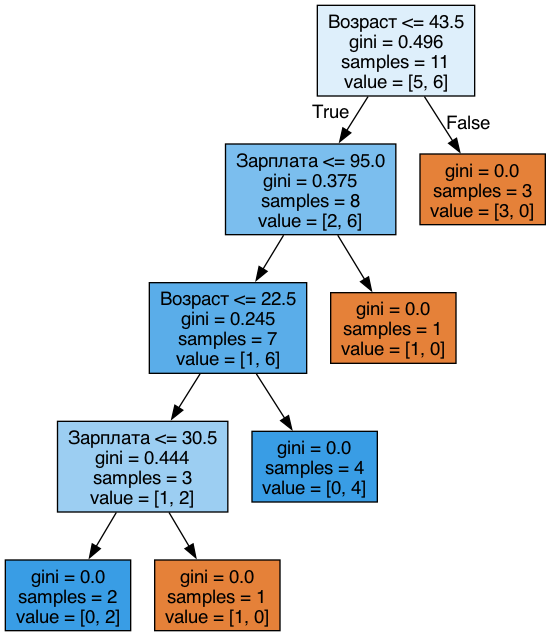 Возраст <= 43.5
gini = 0.496
samples = 11
value = [5, 6]
True
False
Зарплата <= 95.0
gini = 0.375
samples = 8
value = [2, 6]
gini = 0.0
samples = 3
value = [3, 0]
Возраст <= 22.5
gini = 0.245
samples = 7
value = [1, 6]
gini = 0.0
samples = 1
value = [1, 0]
Зарплата <= 30.5
gini = 0.444
samples = 3
value = [1, 2]
gini = 0.0
samples = 4
value = [0, 4]
gini = 0.0
samples = 2
value = [0, 2]
gini = 0.0
samples = 1
value = [1, 0]